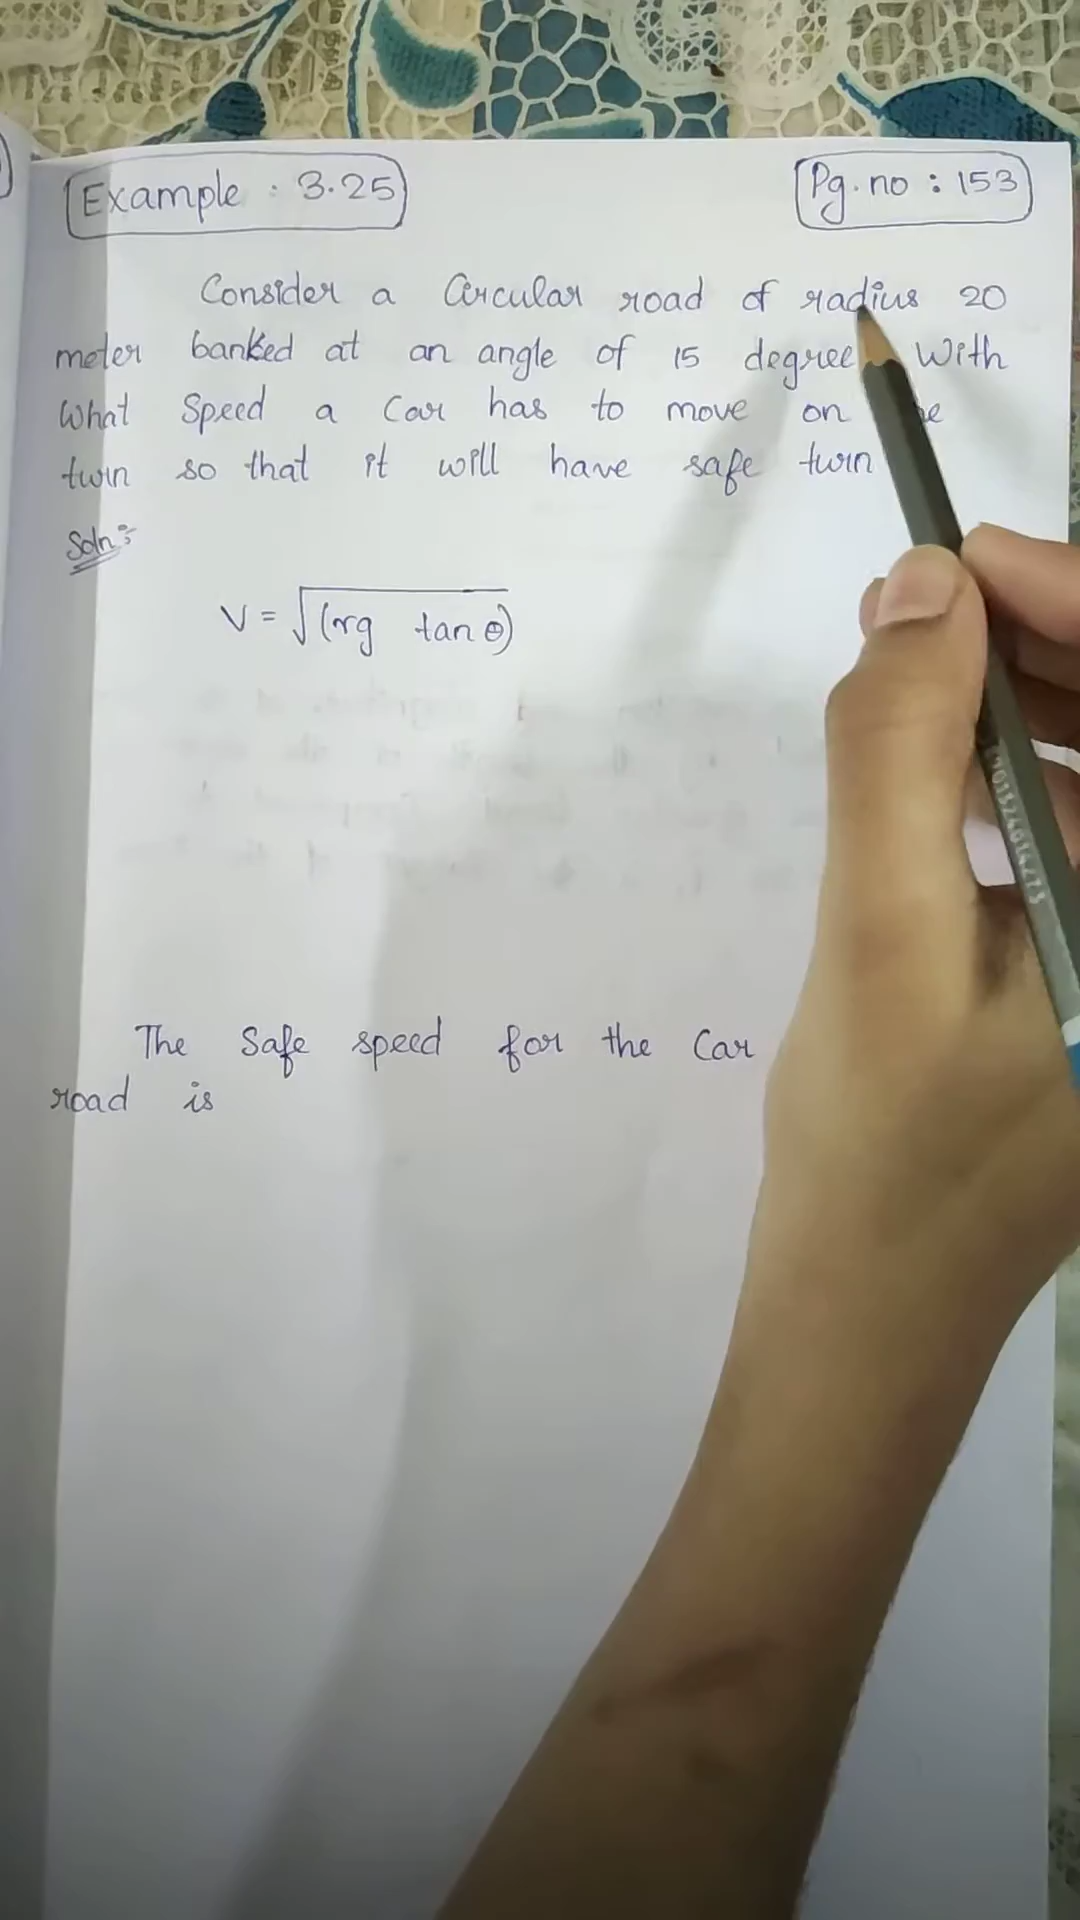 Example : 3.25
Pg. no : 153
Consider a Circular road of radius 20
meter banked at an angle of 15 degree With
What Speed a Car has to move on
turn so that it will have safe turn
Soln:
V = √(rg tan θ)
The Safe speed for the Car
road is